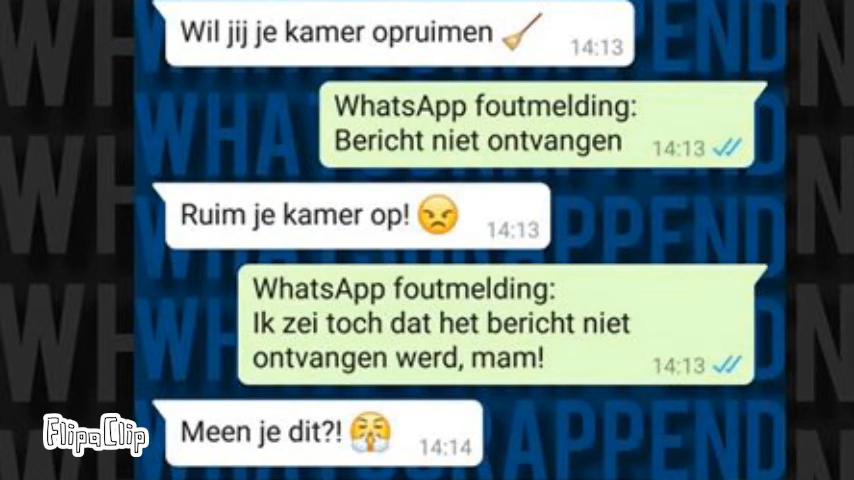 Wil jij je kamer opruimen 🧹 14:13
WhatsApp foutmelding:
Bericht niet ontvangen 14:13
Ruim je kamer op! 😠 14:13
WhatsApp foutmelding:
Ik zei toch dat het bericht niet
ontvangen werd, mam! 14:13
Meen je dit?! 😤 14:14
FlipaClip